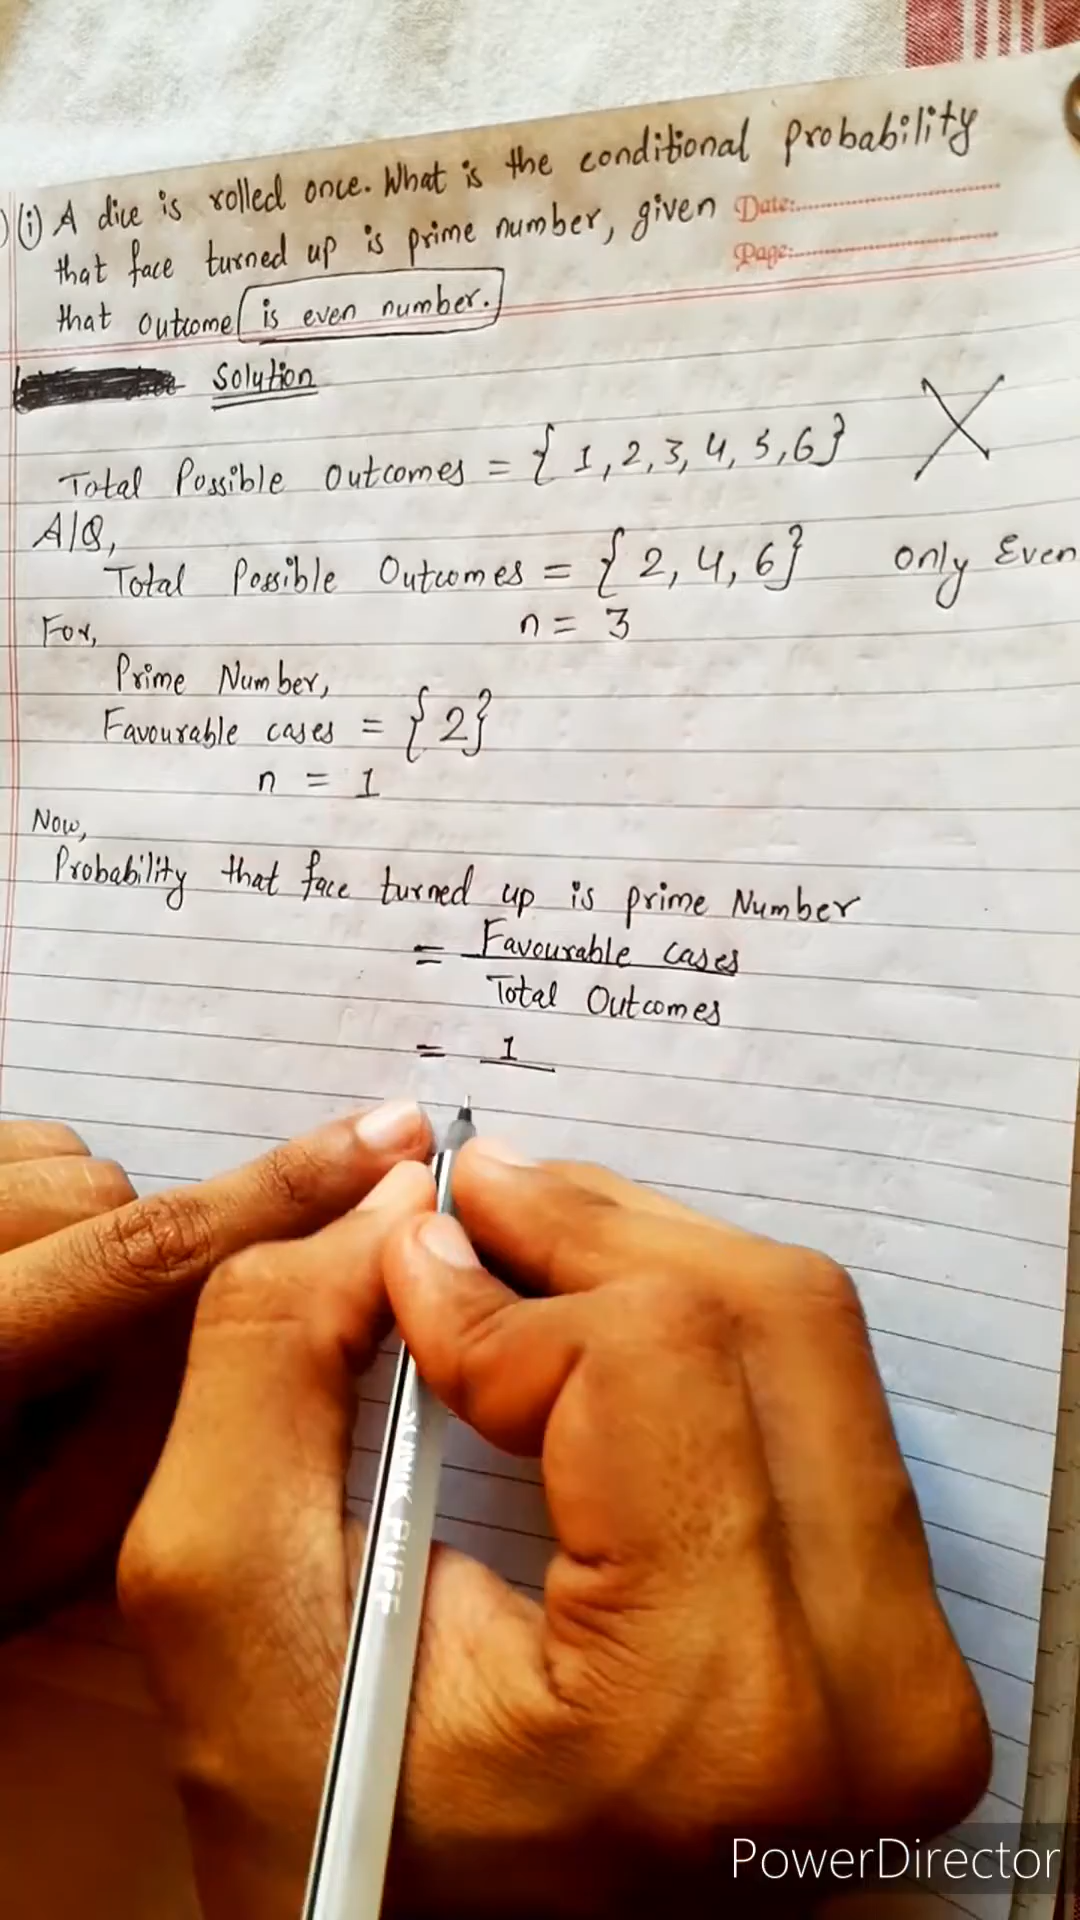 (i) A dice is rolled once. What is the conditional probability
that face turned up is prime number, given
Date:
Page:
that outcome is even number.
Solution
Total Possible Outcomes = { 1, 2, 3, 4, 5, 6}
A/Q,
Total Possible Outcomes = { 2, 4, 6} only Even
n = 3
For,
Prime Number,
Favourable cases = {2}
n = 1
Now,
Probability that face turned up is prime Number
= Favourable cases
Total Outcomes
= 1
PowerDirector